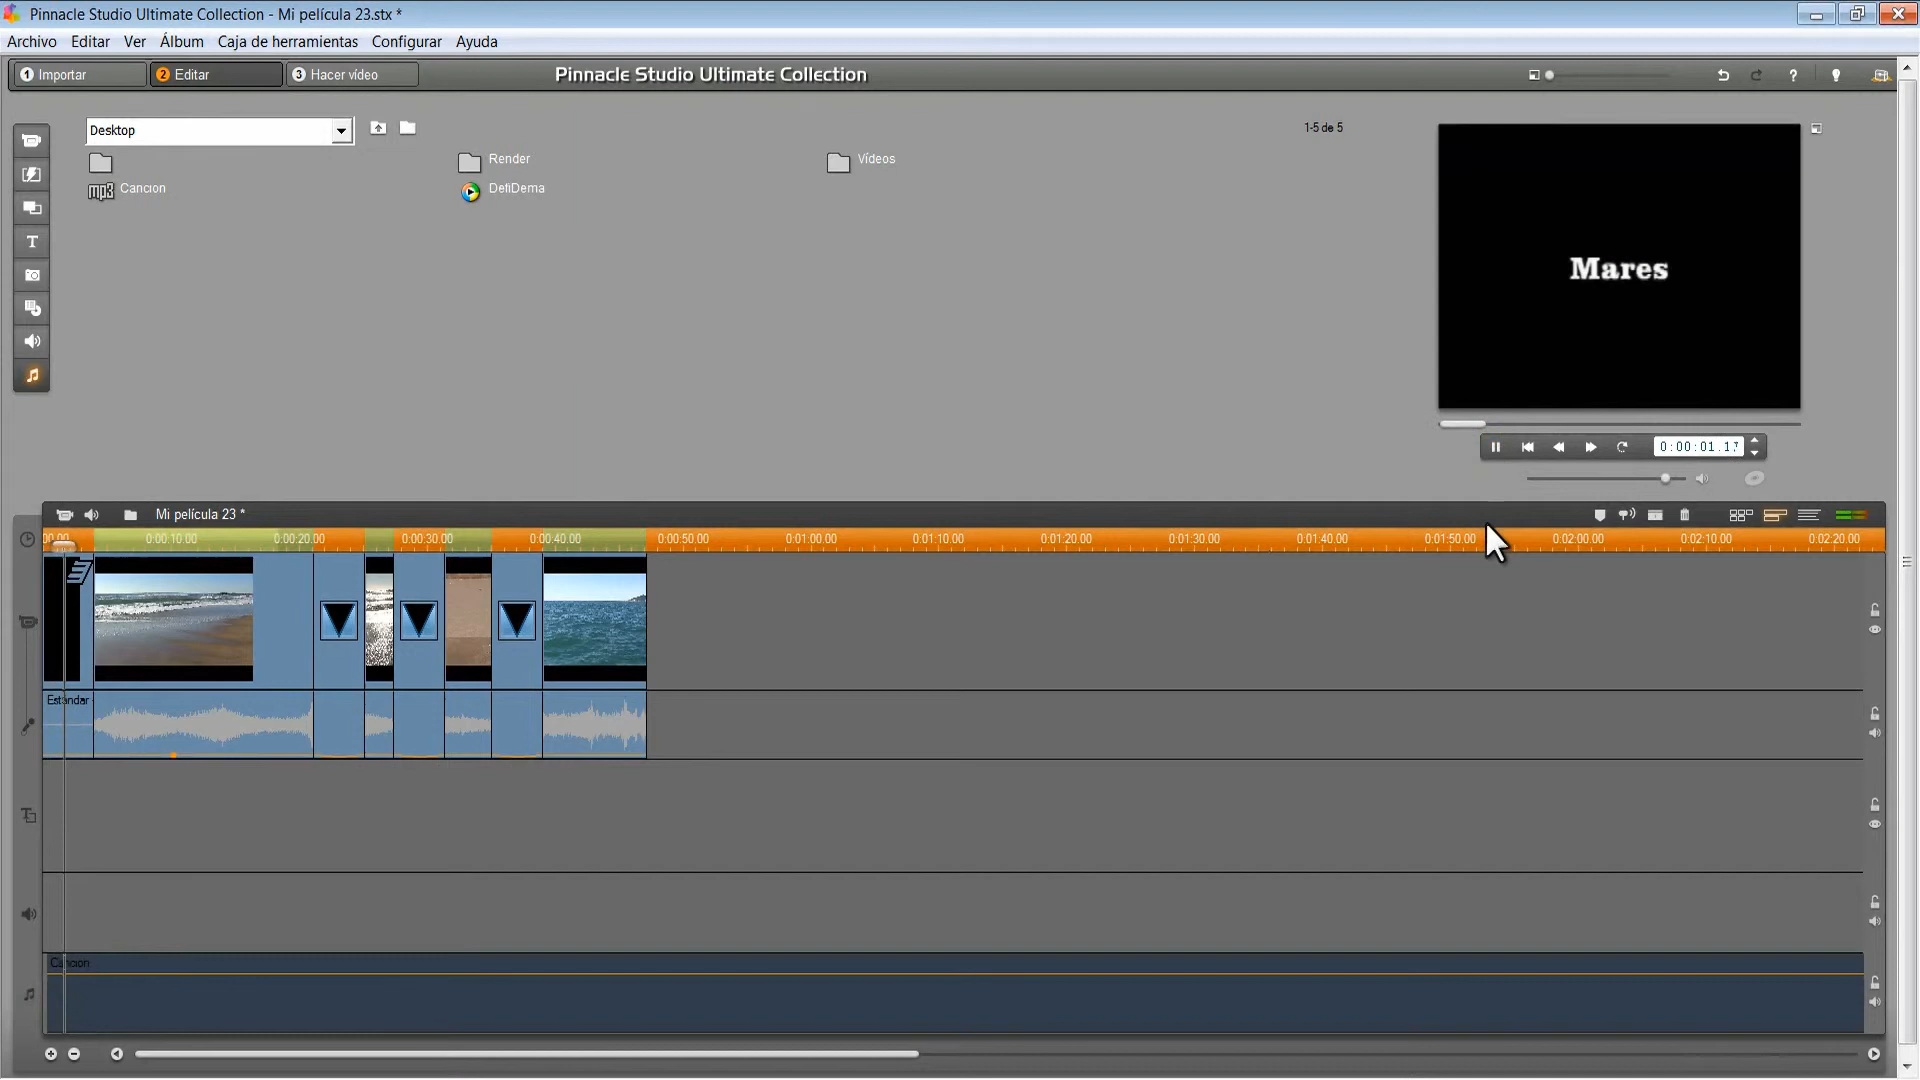 Pinnacle Studio Ultimate Collection - Mi película 23.stx *
Archivo Editar Ver Álbum Caja de herramientas Configurar Ayuda
1 Importar 2 Editar 3 Hacer vídeo Pinnacle Studio Ultimate Collection ?
Desktop 1-5 de 5
Render Vídeos
mp3 Cancion DefiDema
T
Mares
0:00:01.17
Mi película 23 *
00.00 0:00:10.00 0:00:20.00 0:00:30.00 0:00:40.00 0:00:50.00 0:01:00.00 0:01:10.00 0:01:20.00 0:01:30.00 0:01:40.00 0:01:50.00 0:02:00.00 0:02:10.00 0:02:20.00
Estándar
Cancion